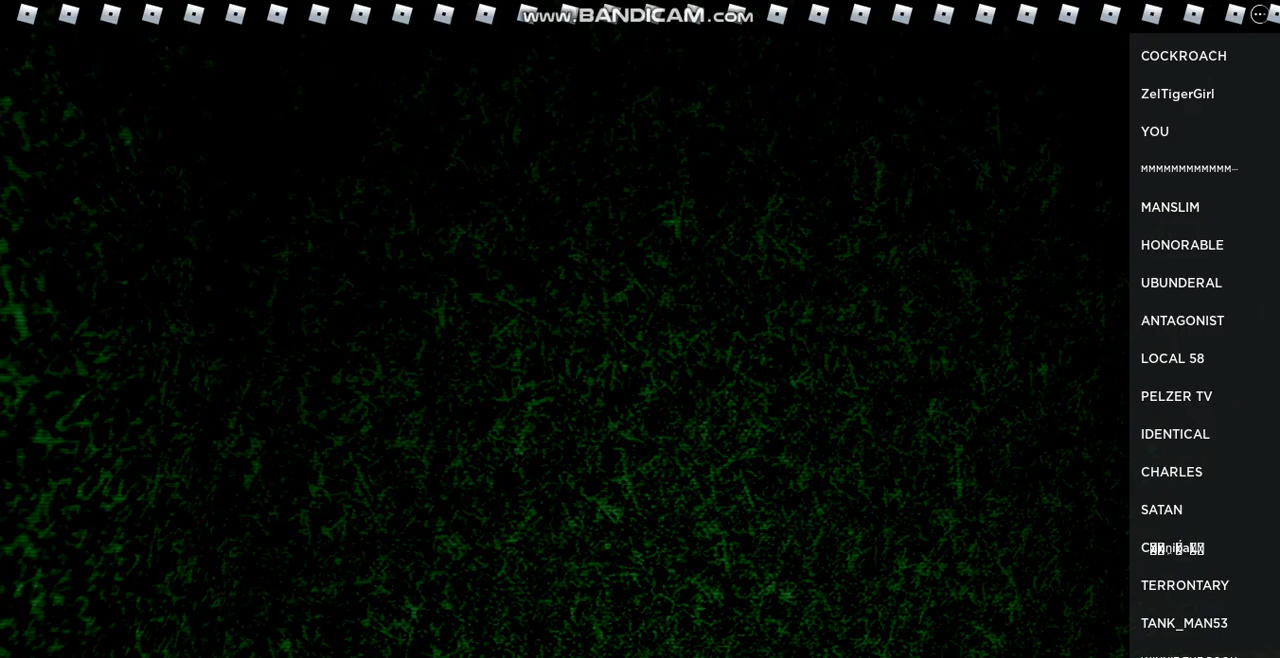 www.BANDICAM.com
COCKROACH
ZelTigerGirl
YOU
MMMMMMMMMMMM...
MANSLIM
HONORABLE
UBUNDERAL
ANTAGONIST
LOCAL 58
PELZER TV
IDENTICAL
CHARLES
SATAN
TERRONTARY
TANK_MAN53